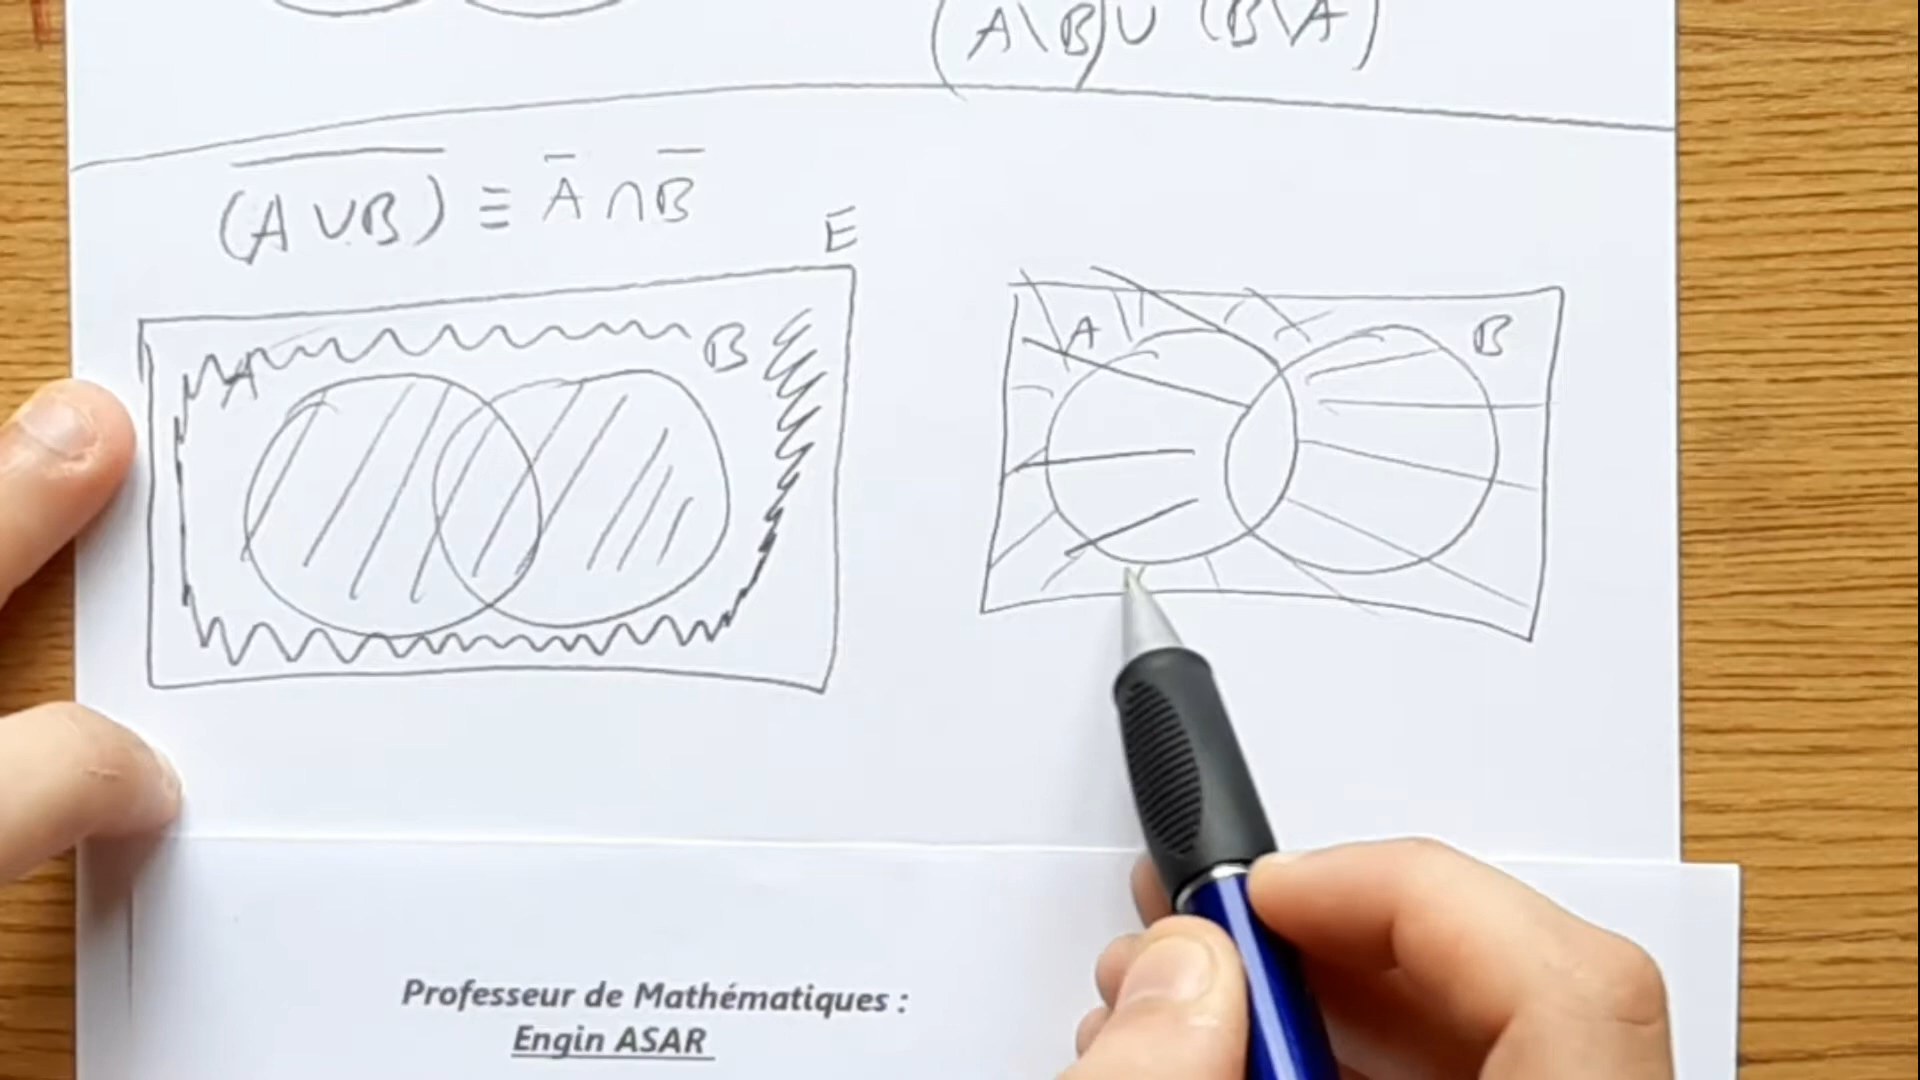 (A\B)∪(B\A)
(A∪B)‾ ≡ A̅ ∩ B̅
E
A B
A B
Professeur de Mathématiques :
Engin ASAR